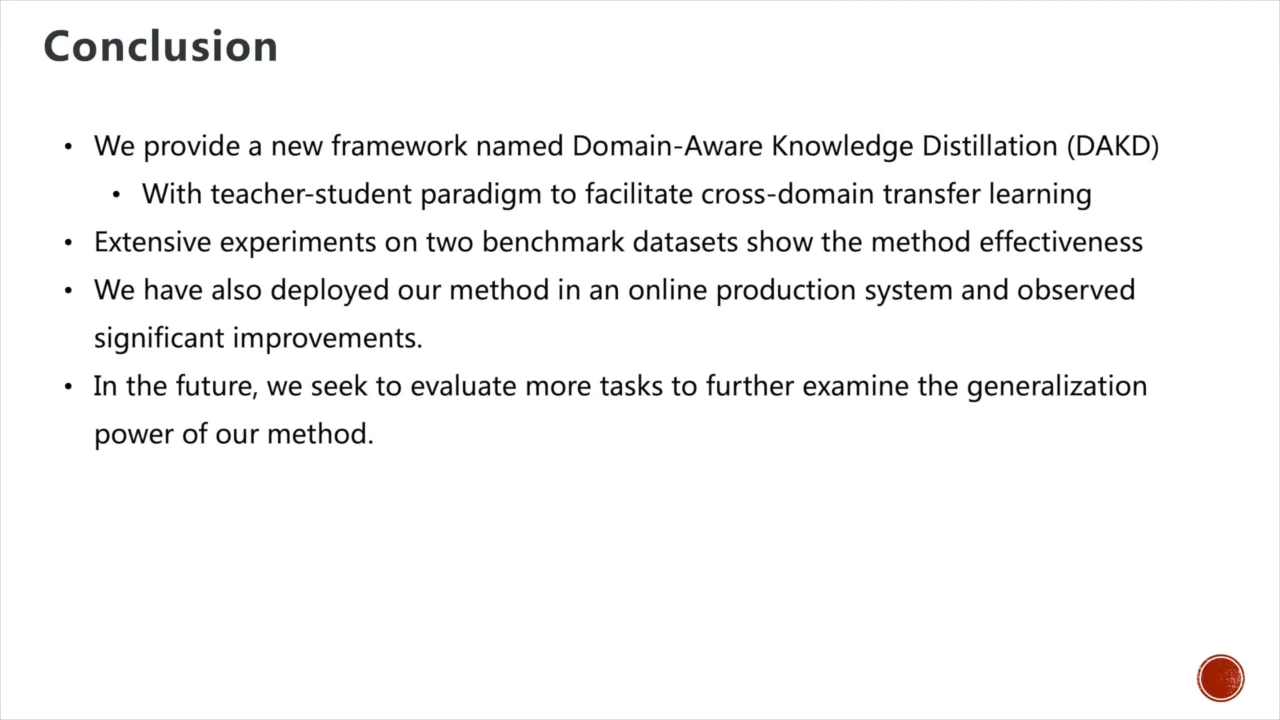 Conclusion
• We provide a new framework named Domain-Aware Knowledge Distillation (DAKD)
• With teacher-student paradigm to facilitate cross-domain transfer learning
• Extensive experiments on two benchmark datasets show the method effectiveness
• We have also deployed our method in an online production system and observed
significant improvements.
• In the future, we seek to evaluate more tasks to further examine the generalization
power of our method.